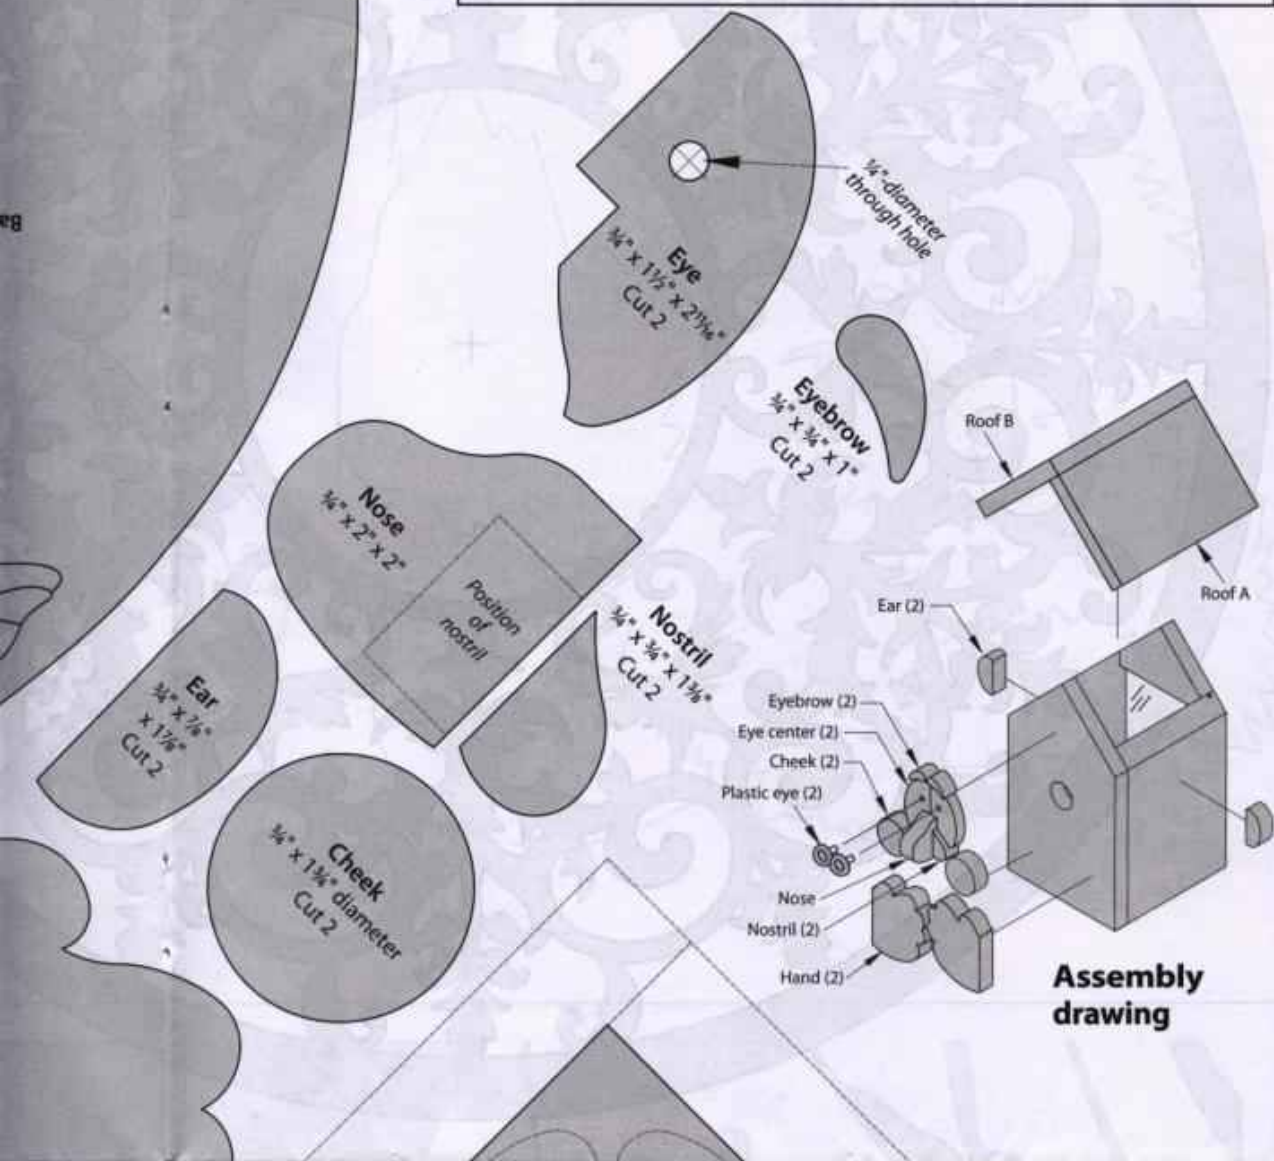 ¼"-diameter
through hole
Eye
¾" x 1½" x 2¹¹⁄₁₆"
Cut 2
Eyebrow
¾" x ¾" x 1"
Cut 2
Nose
¾" x 2" x 2"
Position
of
nostril
Nostril
¾" x ¾" x 1⅜"
Cut 2
Ear
¾" x ⅞"
x 1⅞"
Cut 2
Cheek
¾" x 1¾" diameter
Cut 2
Roof B
Roof A
Ear (2)
Eyebrow (2)
Eye center (2)
Cheek (2)
Plastic eye (2)
Nose
Nostril (2)
Hand (2)
Assembly
drawing